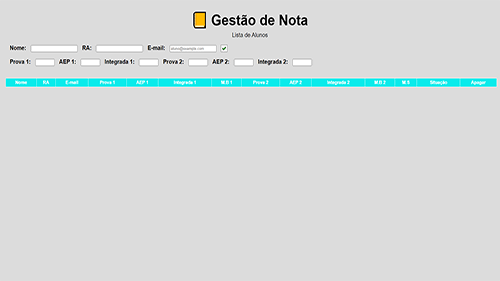 Gestão de Nota
Lista de Alunos
Nome: RA: E-mail: aluno@example.com
Prova 1: AEP 1: Integrada 1: Prova 2: AEP 2: Integrada 2:
Nome RA E-mail Prova 1 AEP 1 Integrada 1 M.B 1 Prova 2 AEP 2 Integrada 2 M.B 2 Situação Apagar